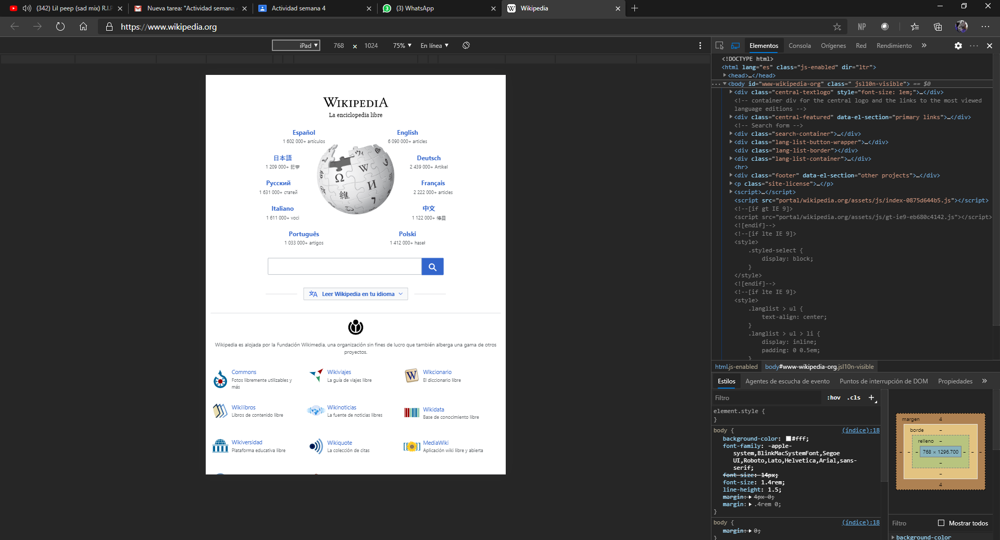 (342) Lil peep (sad mix) R.I.P
Nueva tarea: "Actividad semana
Actividad semana 4
(3) WhatsApp
Wikipedia
https://www.wikipedia.org
NP
iPad
768
1024
75%
En línea
WIKIPEDIA
La enciclopedia libre
Español
1 602 000+ artículos
English
6 090 000+ articles
日本語
1 209 000+ 記事
Deutsch
2 439 000+ Artikel
Русский
1 631 000+ статей
Français
2 222 000+ articles
Italiano
1 611 000+ voci
中文
1 122 000+ 條目
Português
1 033 000+ artigos
Polski
1 412 000+ haseł
Leer Wikipedia en tu idioma
Wikipedia es alojada por la Fundación Wikimedia, una organización sin fines de lucro que también alberga una gama de otros
proyectos.
Commons
Fotos libremente utilizables y
más
Wikiviajes
La guía de viajes libre
Wikcionario
El diccionario libre
Wikilibros
Libros de contenido libre
Wikinoticias
La fuente de noticias libres
Wikidata
Base de conocimiento libre
Wikiversidad
Plataforma educativa libre
Wikiquote
La colección de citas
MediaWiki
Aplicación wiki libre y abierta
Elementos
Consola
Orígenes
Red
Rendimiento
<!DOCTYPE html>
<html lang="es" class="js-enabled" dir="ltr">
<head>…</head>
<body id="www-wikipedia-org" class=" jsl10n-visible"> == $0
<div class="central-textlogo" style="font-size: 1em;">…</div>
<!-- container div for the central logo and the links to the most viewed
language editions -->
<div class="central-featured" data-el-section="primary links">…</div>
<!-- Search form -->
<div class="search-container">…</div>
<div class="lang-list-button-wrapper">…</div>
<div class="lang-list-border"></div>
<div class="lang-list-container">…</div>
<hr>
<div class="footer" data-el-section="other projects">…</div>
<p class="site-license">…</p>
<script>…</script>
<script src="portal/wikipedia.org/assets/js/index-0875d644b5.js"></script>
<!--[if gt IE 9]>
<script src="portal/wikipedia.org/assets/js/gt-ie9-eb680c4142.js"></script>
<![endif]-->
<!--[if lte IE 9]>
<style>
.styled-select {
display: block;
}
</style>
<![endif]-->
<!--[if lte IE 9]>
<style>
.langlist > ul {
text-align: center;
}
.langlist > ul > li {
display: inline;
padding: 0 0.5em;
}
html.js-enabled
body#www-wikipedia-org.jsl10n-visible
Estilos
Agentes de escucha de evento
Puntos de interrupción de DOM
Propiedades
Filtro
:hov
.cls
element.style {
}
body {
(índice):18
background-color: #fff;
font-family: -apple-
system,BlinkMacSystemFont,Segoe
UI,Roboto,Lato,Helvetica,Arial,sans-
serif;
font-size: 14px;
font-size: 1.4rem;
line-height: 1.5;
margin: 4px 0;
margin: .4rem 0;
}
body {
(índice):18
margin: 0;
}
margen
4
borde
–
relleno
–
– – – 768 × 1296.700 – – –
–
–
4
Filtro
Mostrar todos
background-color